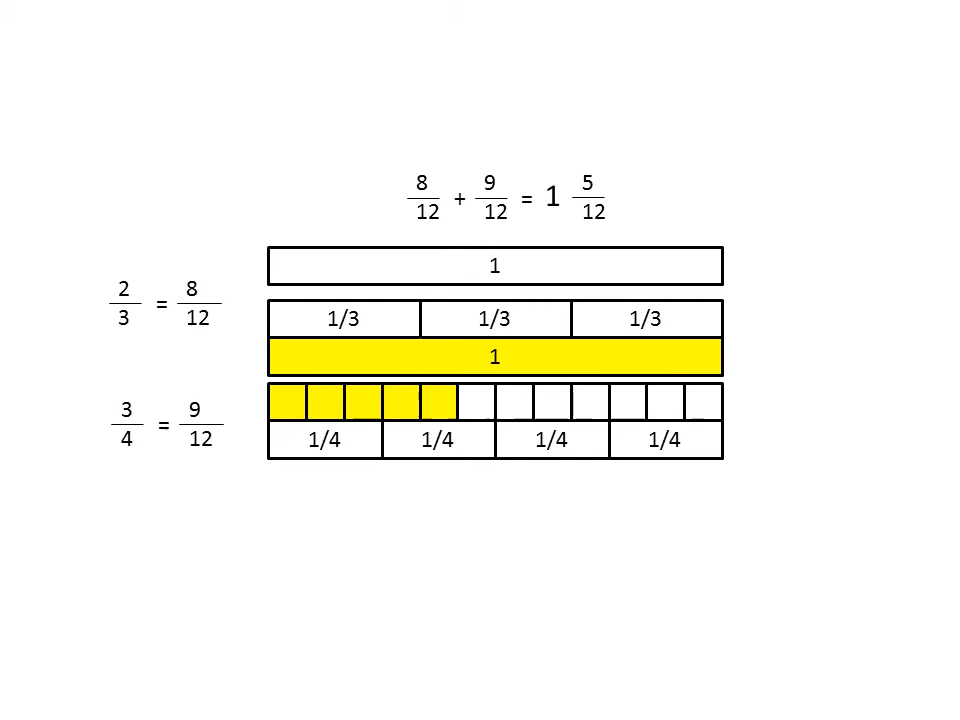 8/12 + 9/12 = 1 5/12
1
2/3 = 8/12
1/3 1/3 1/3
1
3/4 = 9/12
1/4 1/4 1/4 1/4